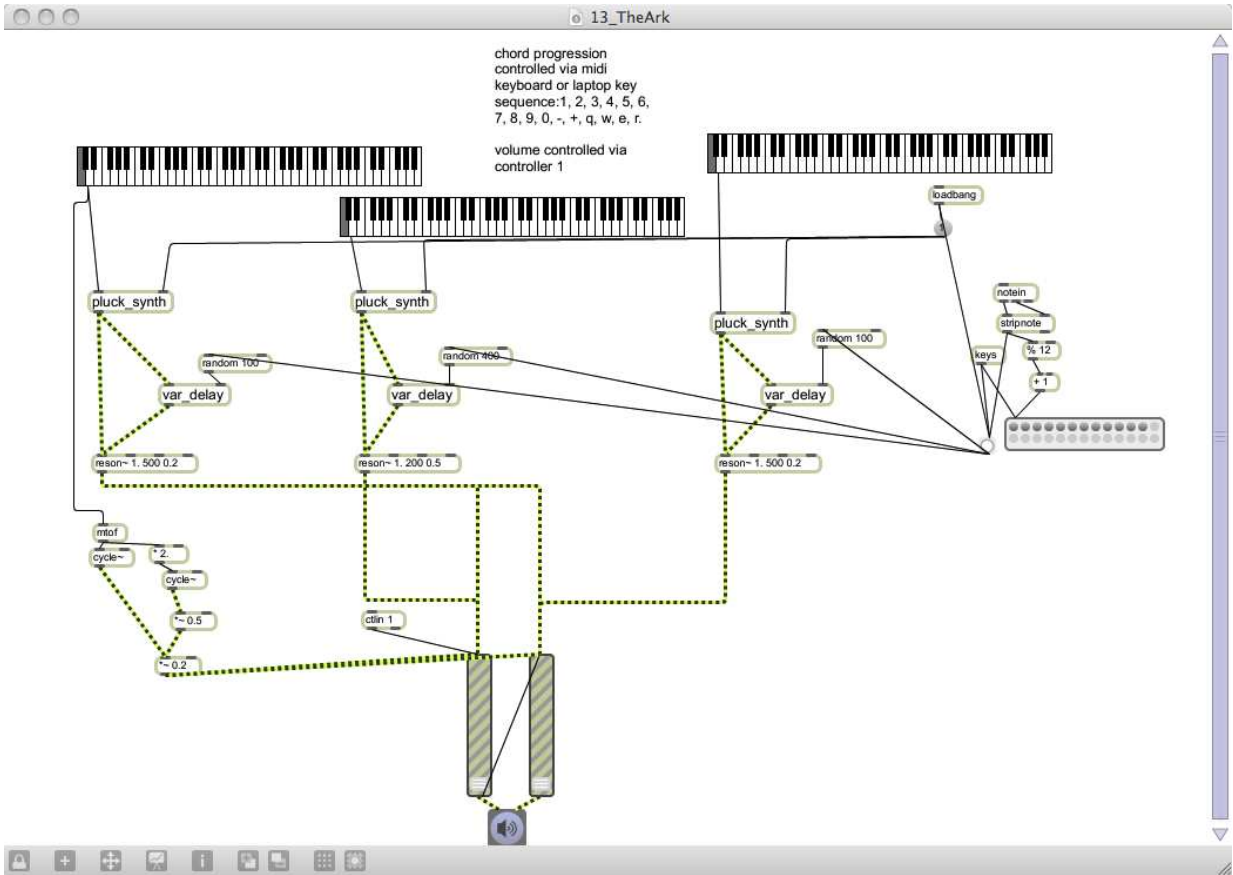 13_TheArk
chord progression
controlled via midi
keyboard or laptop key
sequence:1, 2, 3, 4, 5, 6,
7, 8, 9, 0, -, +, q, w, e, r.
volume controlled via
controller 1
loadbang
1
notein
pluck_synth
pluck_synth
pluck_synth
stripnote
random 100
random 400
random 100
keys
% 12
+ 1
var_delay
var_delay
var_delay
reson~ 1. 500 0.2
reson~ 1. 200 0.5
reson~ 1. 500 0.2
mtof
cycle~
* 2.
cycle~
*~ 0.5
ctlin 1
*~ 0.2